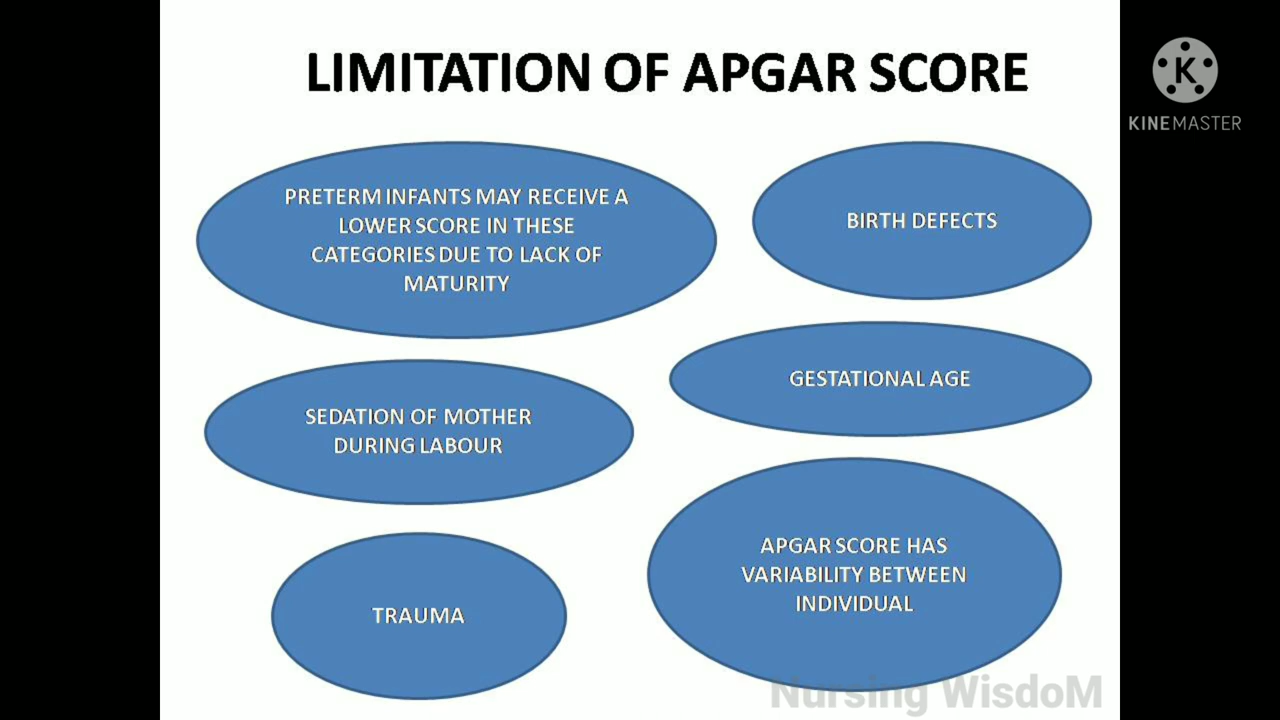 LIMITATION OF APGAR SCORE
K
KINEMASTER
PRETERM INFANTS MAY RECEIVE A
LOWER SCORE IN THESE
CATEGORIES DUE TO LACK OF
MATURITY
BIRTH DEFECTS
SEDATION OF MOTHER
DURING LABOUR
GESTATIONAL AGE
TRAUMA
APGAR SCORE HAS
VARIABILITY BETWEEN
INDIVIDUAL
Nursing WisdoM